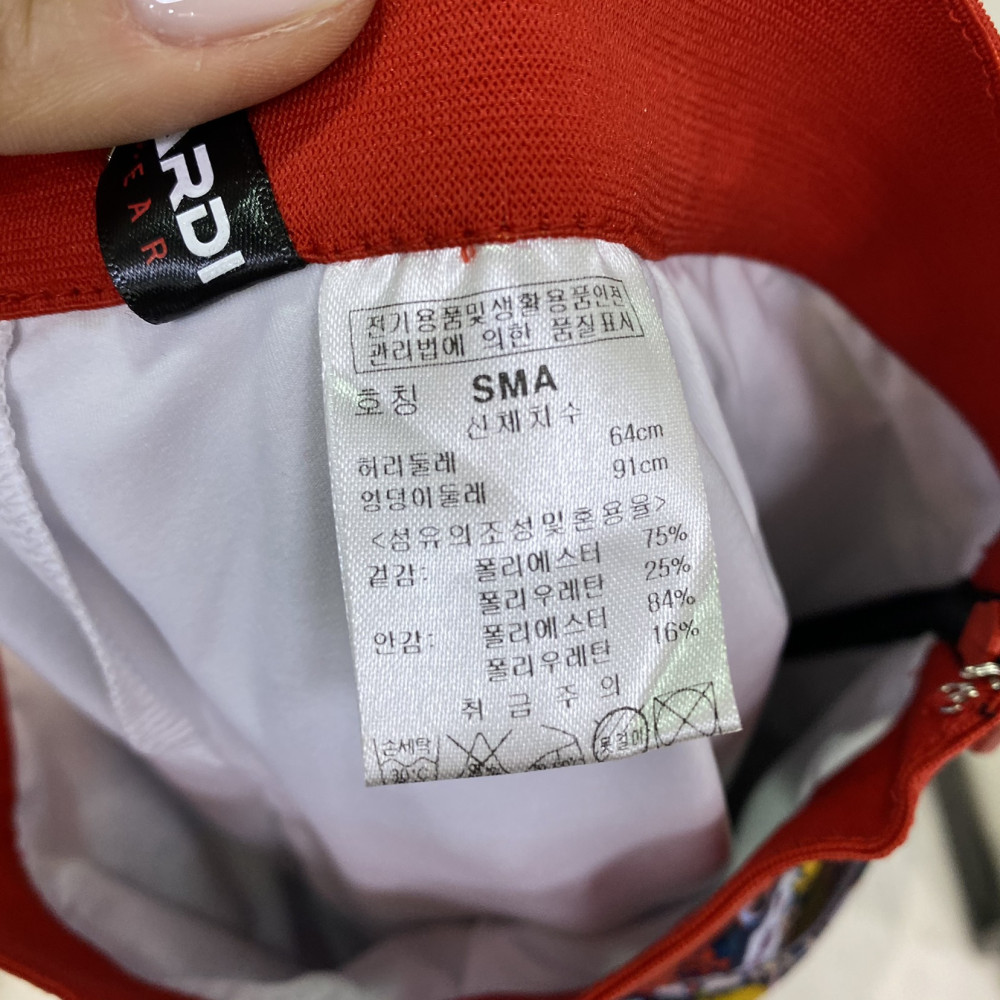 ARDI
EAR
전기용품및생활용품안전
관리법에 의한 품질표시
호칭 SMA
신체치수
허리둘레 64cm
엉덩이둘레 91cm
<섬유의조성및혼용율>
겉감: 폴리에스터 75%
폴리우레탄 25%
안감: 폴리에스터 84%
폴리우레탄 16%
취급주의
손세탁
30℃
옷걸이